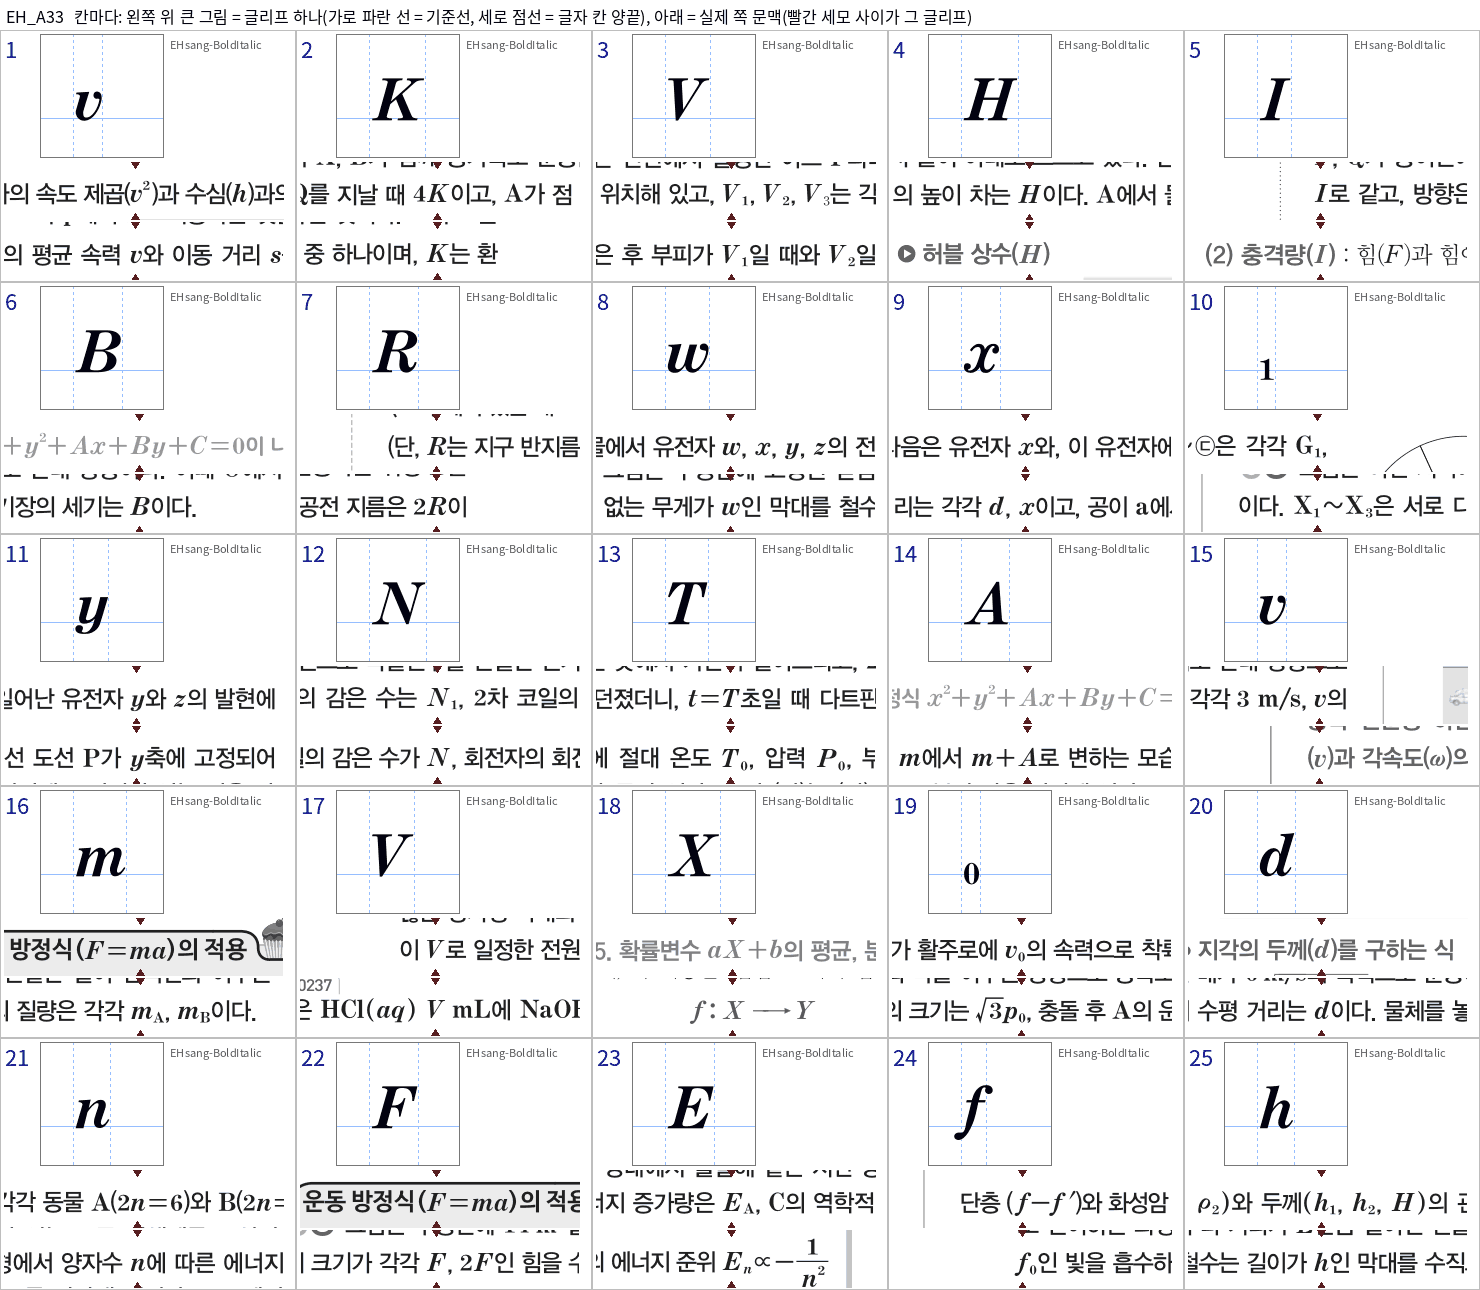 EH_A33 칸마다: 왼쪽 위 큰 그림 = 글리프 하나(가로 파란 선 = 기준선, 세로 점선 = 글자 칸 양끝), 아래 = 실제 쪽 문맥(빨간 세모 사이가 그 글리프)
1 EHsang-BoldItalic
v
의 속도 제곱(v²)과 수심(h)과
의 평균 속력 v와 이동 거리 s
2 EHsang-BoldItalic
K
를 지날 때 4K이고, A가 점
중 하나이며, K는 환
3 EHsang-BoldItalic
V
위치해 있고, V₁, V₂, V₃는 각
은 후 부피가 V₁일 때와 V₂일
4 EHsang-BoldItalic
H
의 높이 차는 H이다. A에서
허블 상수(H)
5 EHsang-BoldItalic
I
I로 같고, 방향은
(2) 충격량(I) : 힘(F)과 힘
6 EHsang-BoldItalic
B
+y²+Ax+By+C=0이
기장의 세기는 B이다.
7 EHsang-BoldItalic
R
(단, R는 지구 반지름
공전 지름은 2R이
8 EHsang-BoldItalic
w
에서 유전자 w, x, y, z의 전
없는 무게가 w인 막대를 철수
9 EHsang-BoldItalic
x
음은 유전자 x와, 이 유전자에
리는 각각 d, x이고, 공이 a에
10 EHsang-BoldItalic
1
㉢은 각각 G₁,
이다. X₁~X₃은 서로 다
11 EHsang-BoldItalic
y
일어난 유전자 y와 z의 발현에
선 도선 P가 y축에 고정되어
12 EHsang-BoldItalic
N
의 감은 수는 N₁, 2차 코일의
의 감은 수가 N, 회전자의 회전
13 EHsang-BoldItalic
T
던졌더니, t=T초일 때 다트판
에 절대 온도 T₀, 압력 P₀, 부
14 EHsang-BoldItalic
A
정식 x²+y²+Ax+By+C=
m에서 m+A로 변하는 모습
15 EHsang-BoldItalic
v
각각 3 m/s, v의
(v)과 각속도(ω)의
16 EHsang-BoldItalic
m
방정식(F=ma)의 적용
질량은 각각 m_A, m_B이다.
17 EHsang-BoldItalic
V
이 V로 일정한 전원
0237
은 HCl(aq) V mL에 NaOH
18 EHsang-BoldItalic
X
5. 확률변수 aX+b의 평균, 분
f : X ⟶ Y
19 EHsang-BoldItalic
0
가 활주로에 v₀의 속력으로 착륙
의 크기는 √3p₀, 충돌 후 A의 운
20 EHsang-BoldItalic
d
지각의 두께(d)를 구하는 식
수평 거리는 d이다. 물체를 놓
21 EHsang-BoldItalic
n
각각 동물 A(2n=6)와 B(2n=
에서 양자수 n에 따른 에너지
22 EHsang-BoldItalic
F
운동 방정식(F=ma)의 적용
크기가 각각 F, 2F인 힘을 수
23 EHsang-BoldItalic
E
너지 증가량은 E_A, C의 역학적
의 에너지 준위 Eₙ∝−1/n²
24 EHsang-BoldItalic
f
단층 (f−f′)와 화성암
f₀인 빛을 흡수하
25 EHsang-BoldItalic
h
ρ₂)와 두께(h₁, h₂, H)의 관
철수는 길이가 h인 막대를 수직